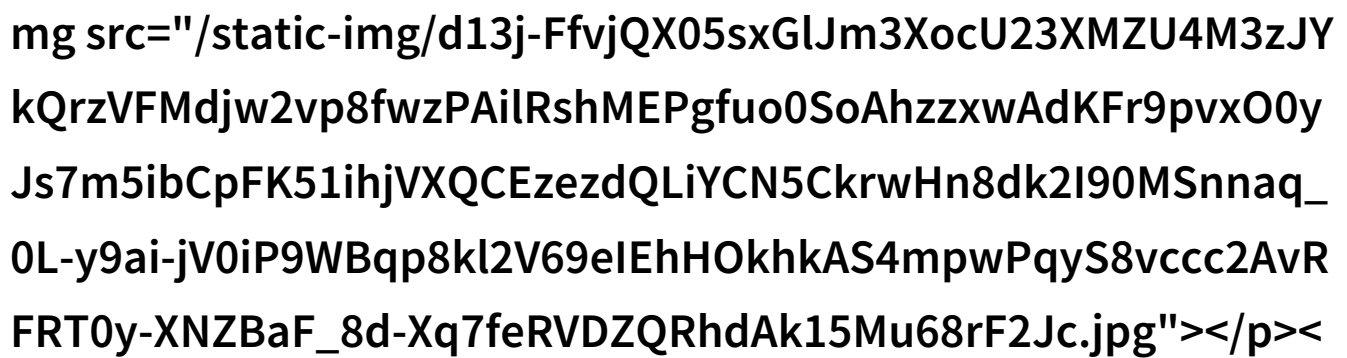 mg src="/static-img/d13j-FfvjQX05sxGlJm3XocU23XMZU4M3zJY
kQrzVFMdjw2vp8fwzPAilRshMEPgfuo0SoAhzzxwAdKFr9pvxO0y
Js7m5ibCpFK51ihjVXQCEzezdQLiYCN5CkrwHn8dk2I90MSnnaq_
0L-y9ai-jV0iP9WBqp8kl2V69eIEhHOkhkAS4mpwPqyS8vccc2AvR
FRT0y-XNZBaF_8d-Xq7feRVDZQRhdAk15Mu68rF2Jc.jpg"></p><